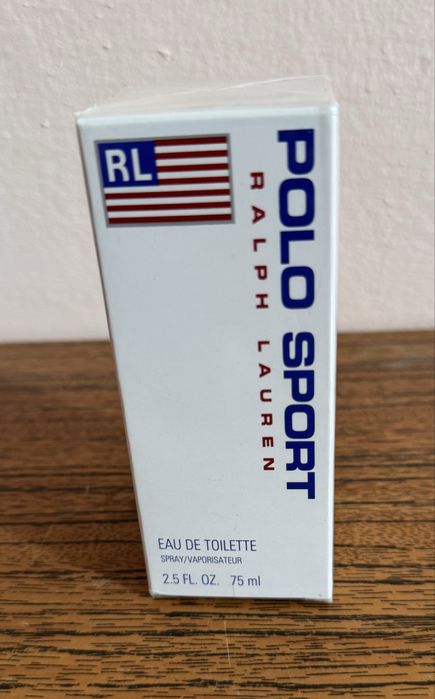 RL
POLO SPORT
RALPH LAUREN
EAU DE TOILETTE
SPRAY/VAPORISATEUR
2.5 FL. OZ. 75 ml